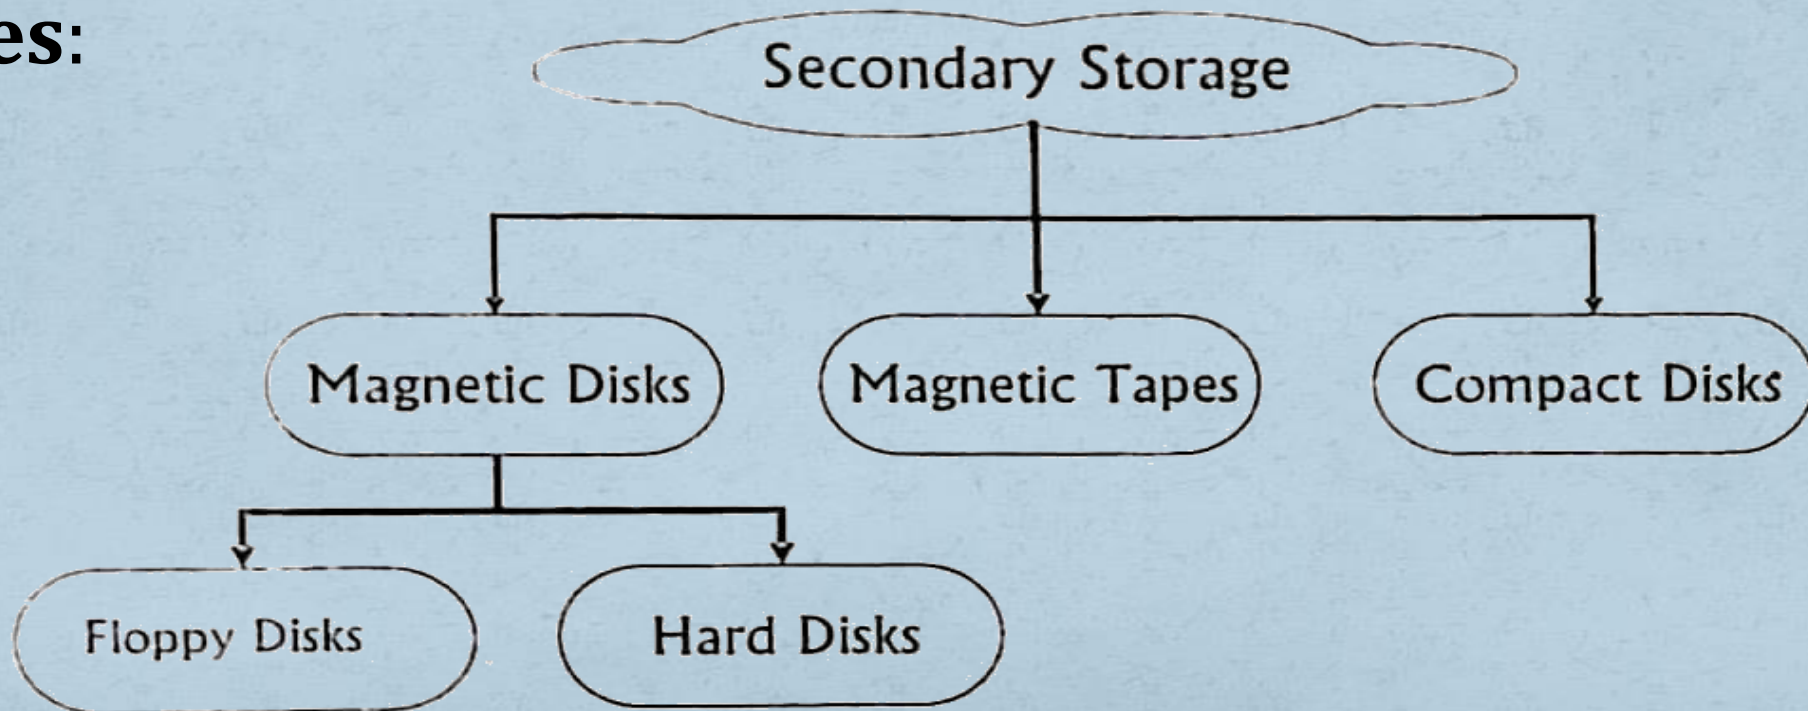 es:
Secondary Storage
Magnetic Disks
Magnetic Tapes
Compact Disks
Floppy Disks
Hard Disks